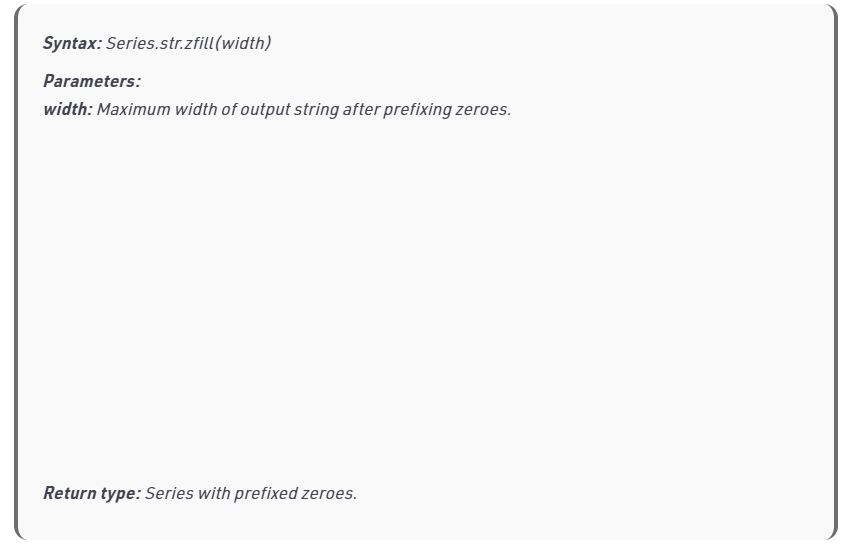 Syntax: Series.str.zfill(width)
Parameters:
width: Maximum width of output string after prefixing zeroes.
Return type: Series with prefixed zeroes.